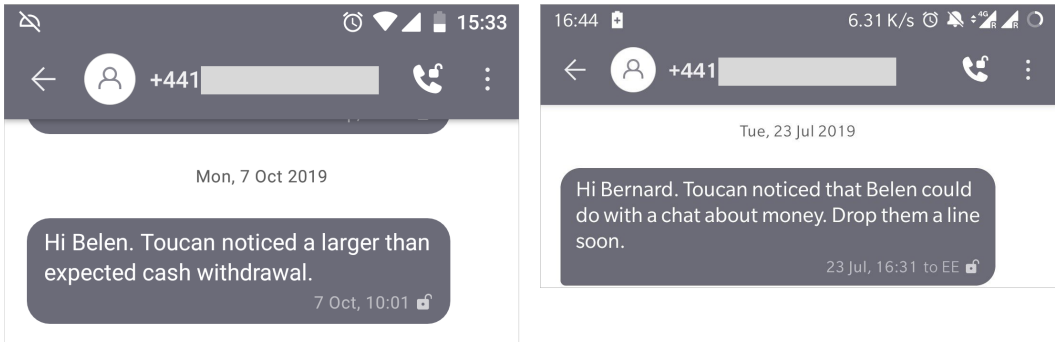 15:33
+441
Mon, 7 Oct 2019
Hi Belen. Toucan noticed a larger than
expected cash withdrawal.
7 Oct, 10:01
16:44
6.31 K/s 4G R R
+441
Tue, 23 Jul 2019
Hi Bernard. Toucan noticed that Belen could
do with a chat about money. Drop them a line
soon.
23 Jul, 16:31 to EE